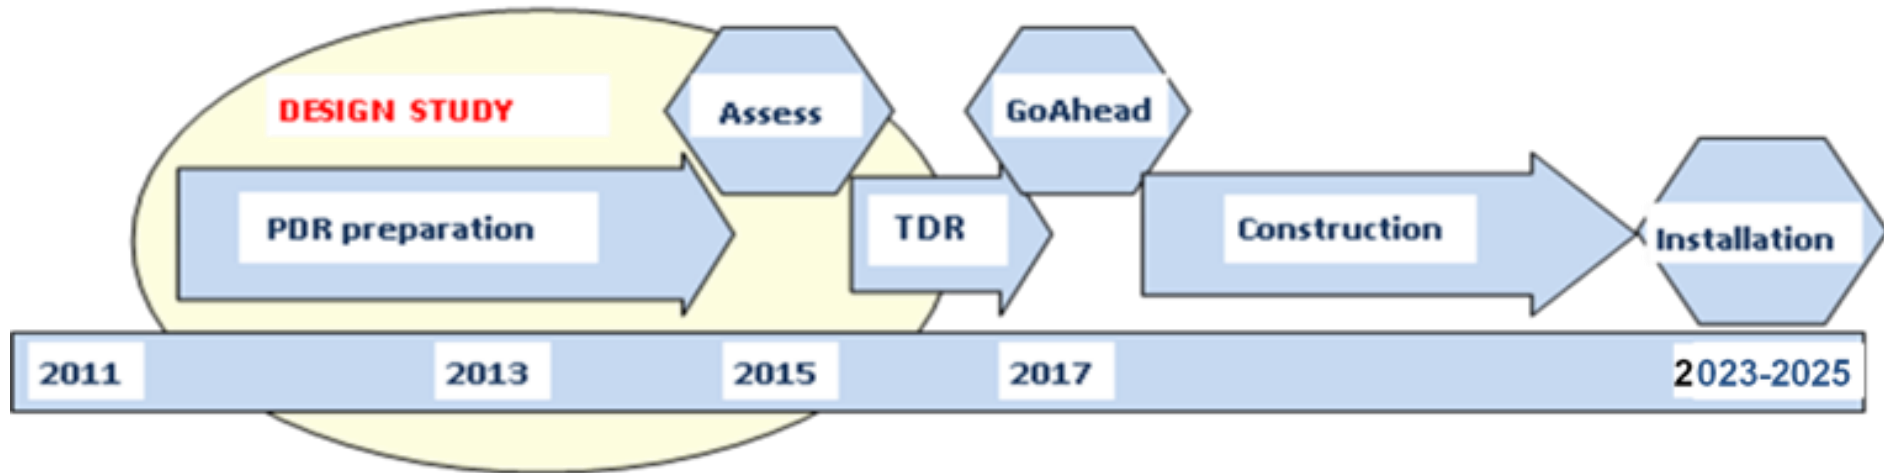 DESIGN STUDY
Assess
GoAhead
PDR preparation
TDR
Construction
Installation
2011
2013
2015
2017
2023-2025